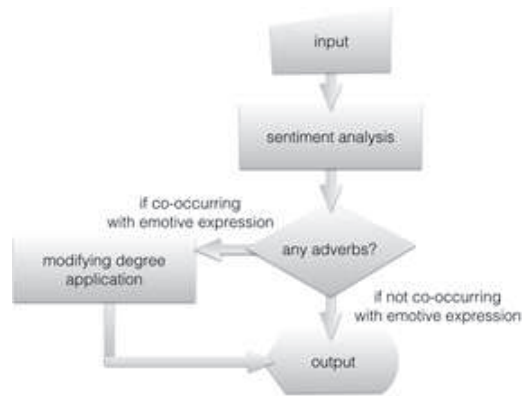 input
sentiment analysis
if co-occurring
with emotive expression
any adverbs?
modifying degree
application
if not co-occurring
with emotive expression
output